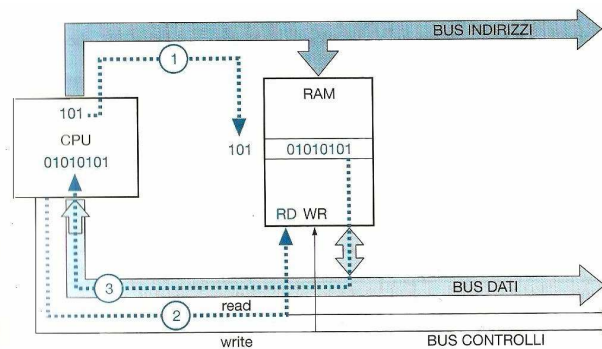 BUS INDIRIZZI
1
RAM
101
CPU
01010101
101
01010101
RD WR
3
BUS DATI
read
2
write
BUS CONTROLLI